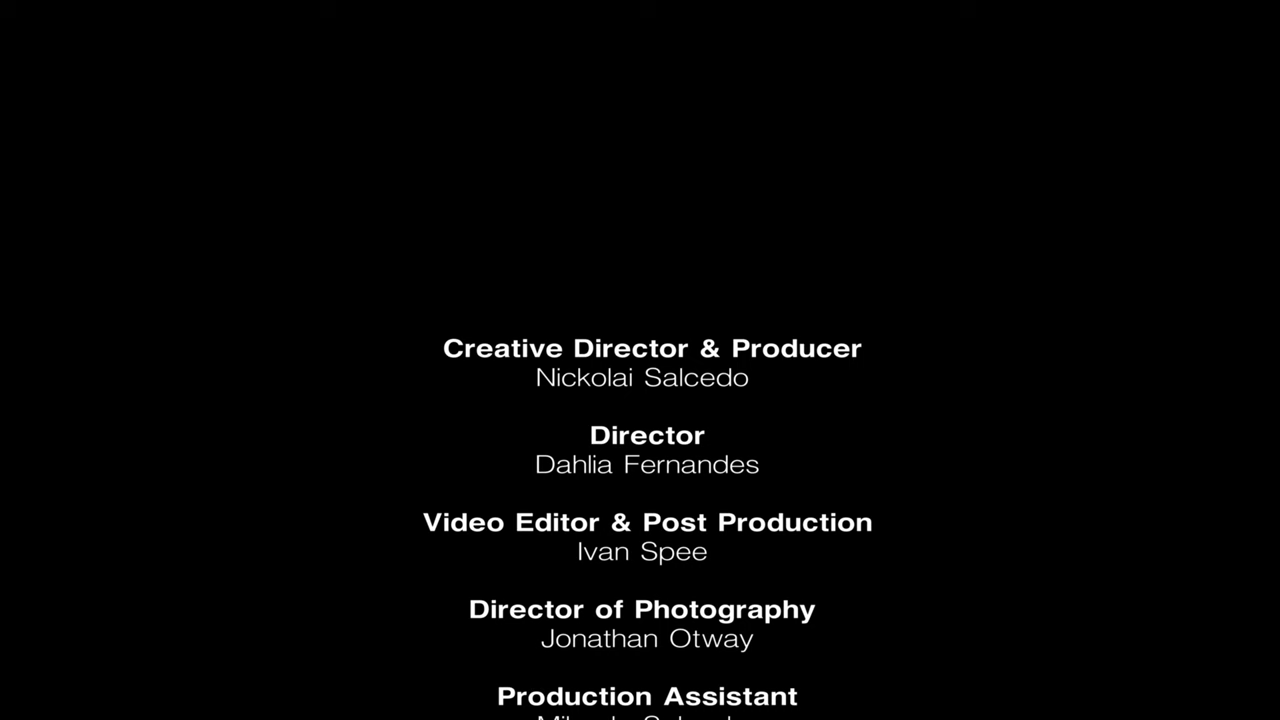 Creative Director & Producer
Nickolai Salcedo
Director
Dahlia Fernandes
Video Editor & Post Production
Ivan Spee
Director of Photography
Jonathan Otway
Production Assistant